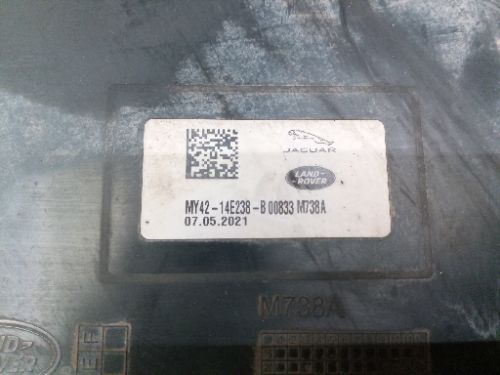 JAGUAR
LAND-
ROVER
MY42-14E238-B 00833 M738A
07.05.2021
M738A